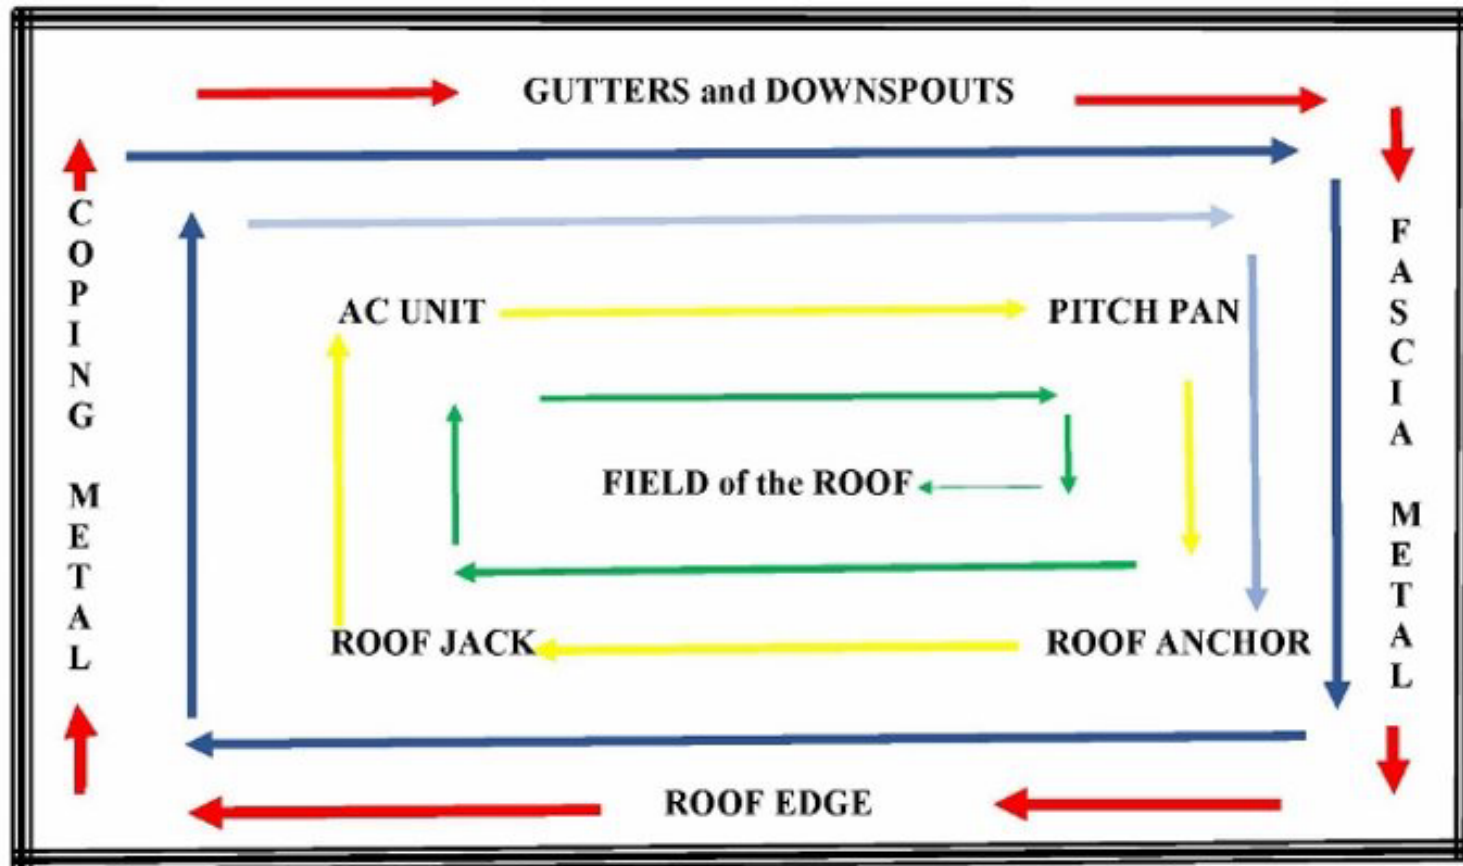 GUTTERS and DOWNSPOUTS
COPING METAL
FASCIA METAL
AC UNIT
PITCH PAN
FIELD of the ROOF
ROOF JACK
ROOF ANCHOR
ROOF EDGE